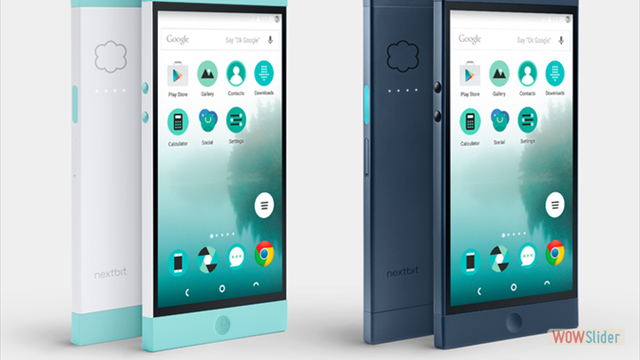 Google Say "Ok Google"
Play Store Gallery Contacts Downloads
Calculator Social Settings
nextbit
Google Say "Ok Google"
Play Store Gallery Contacts Downloads
Calculator Social Settings
nextbit
WOWSlider